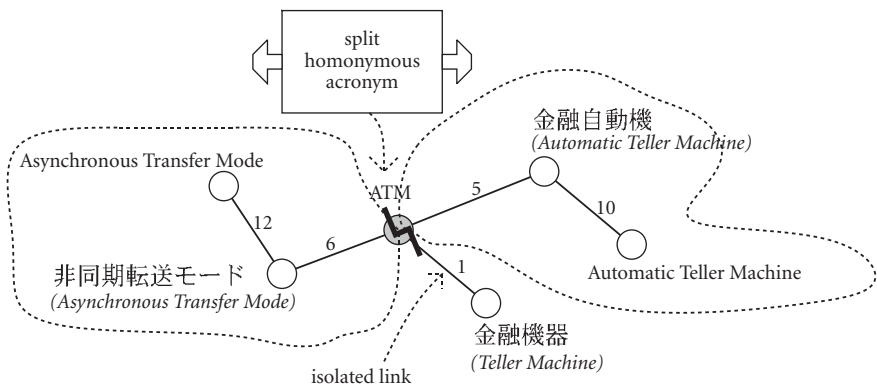 split
homonymous
acronym
金融自動機
(Automatic Teller Machine)
Asynchronous Transfer Mode
ATM
5
12
6
10
非同期転送モード
(Asynchronous Transfer Mode)
1
Automatic Teller Machine
金融機器
(Teller Machine)
isolated link